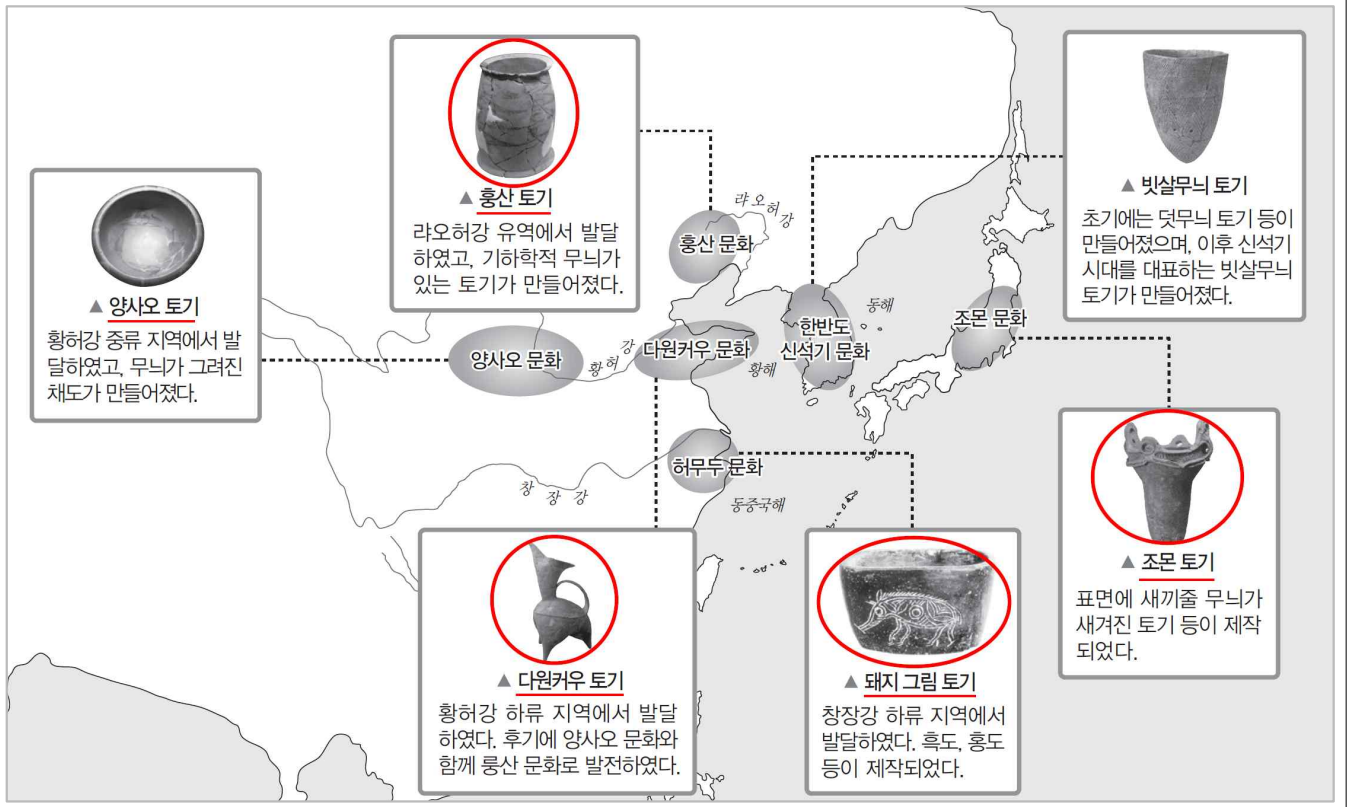 ▲ 훙산 토기
랴오허강 유역에서 발달
하였고, 기하학적 무늬가
있는 토기가 만들어졌다.
▲ 빗살무늬 토기
초기에는 덧무늬 토기 등이
만들어졌으며, 이후 신석기
시대를 대표하는 빗살무늬
토기가 만들어졌다.
▲ 양사오 토기
황허강 중류 지역에서 발
달하였고, 무늬가 그려진
채도가 만들어졌다.
랴오허강
훙산 문화
동해
조몬 문화
한반도
신석기 문화
양사오 문화
황허강
다원커우 문화
황해
허무두 문화
창장강
동중국해
▲ 조몬 토기
표면에 새끼줄 무늬가
새겨진 토기 등이 제작
되었다.
▲ 다원커우 토기
황허강 하류 지역에서 발달
하였다. 후기에 양사오 문화와
함께 룽산 문화로 발전하였다.
▲ 돼지 그림 토기
창장강 하류 지역에서
발달하였다. 흑도, 홍도
등이 제작되었다.